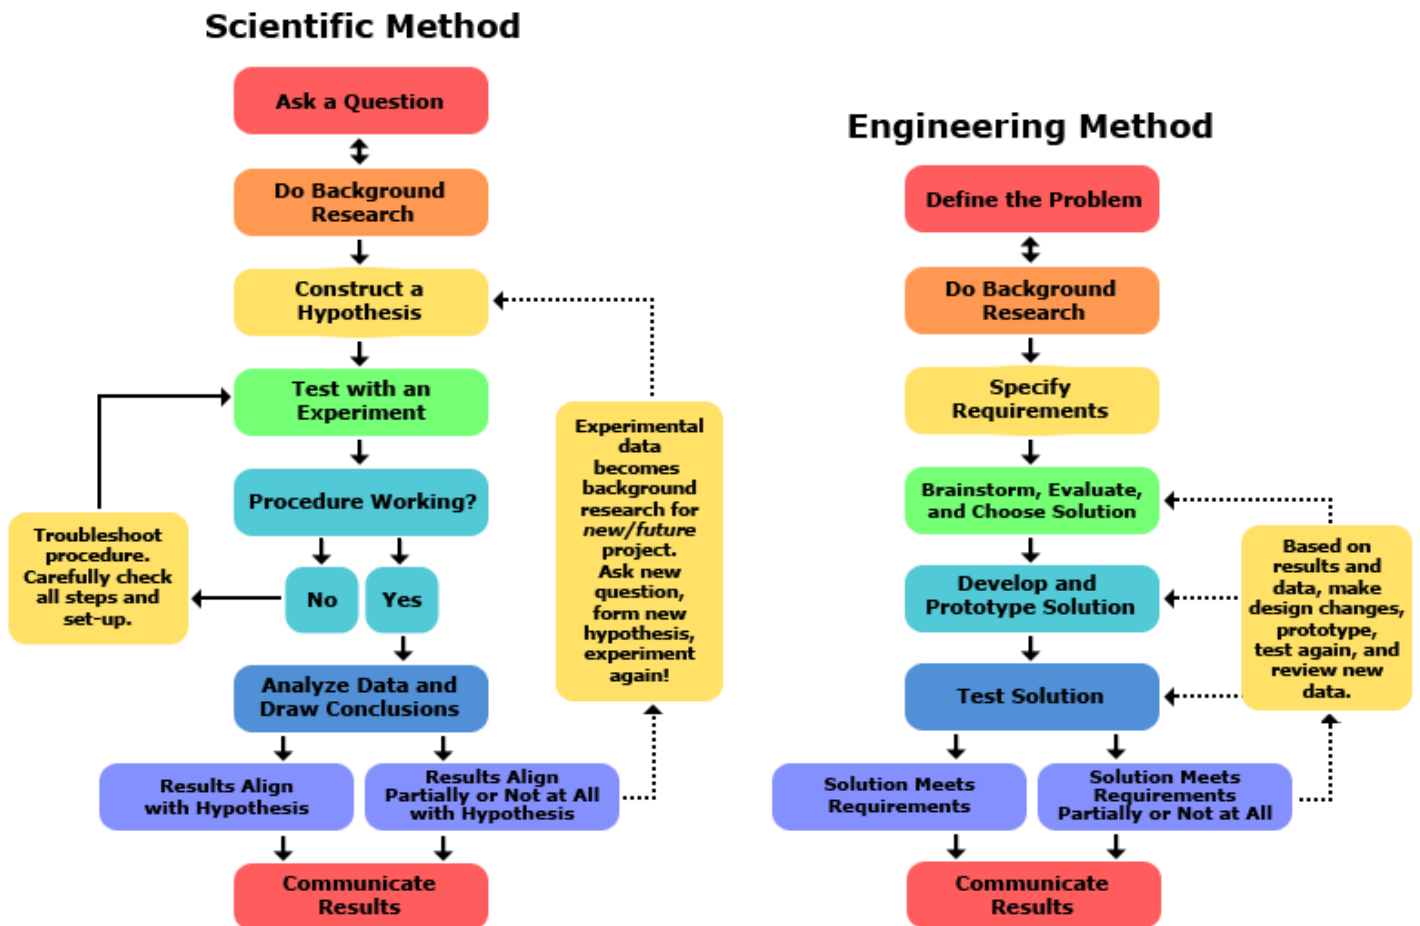 Scientific Method
Ask a Question
Do Background
Research
Construct a
Hypothesis
Test with an
Experiment
Procedure Working?
Troubleshoot
procedure.
Carefully check
all steps and
set-up.
No
Yes
Analyze Data and
Draw Conclusions
Results Align
with Hypothesis
Results Align
Partially or Not at All
with Hypothesis
Experimental
data
becomes
background
research for
new/future
project.
Ask new
question,
form new
hypothesis,
experiment
again!
Communicate
Results
Engineering Method
Define the Problem
Do Background
Research
Specify
Requirements
Brainstorm, Evaluate,
and Choose Solution
Develop and
Prototype Solution
Test Solution
Based on
results and
data, make
design changes,
prototype,
test again, and
review new
data.
Solution Meets
Requirements
Solution Meets
Requirements
Partially or Not at All
Communicate
Results